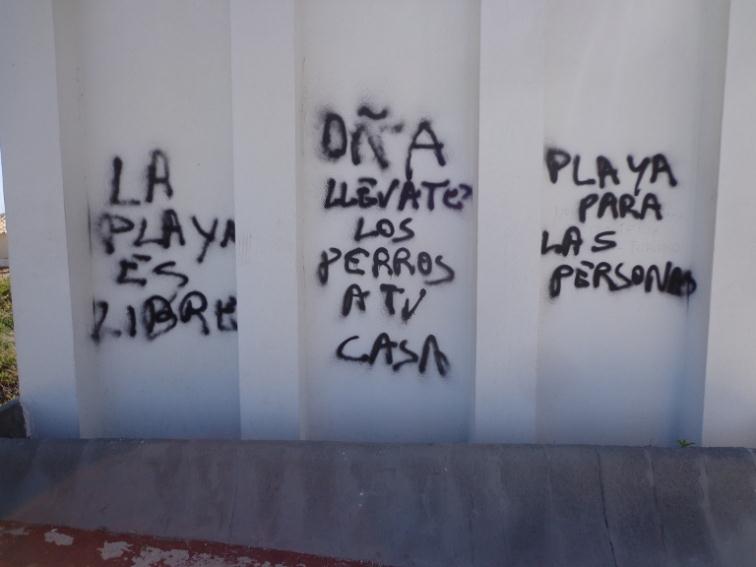 LA
PLAYA
ES
LIBRE
DÑA
LLEVATE
LOS
PERROS
A TU
CASA
PLAYA
PARA
LAS
PERSONAS